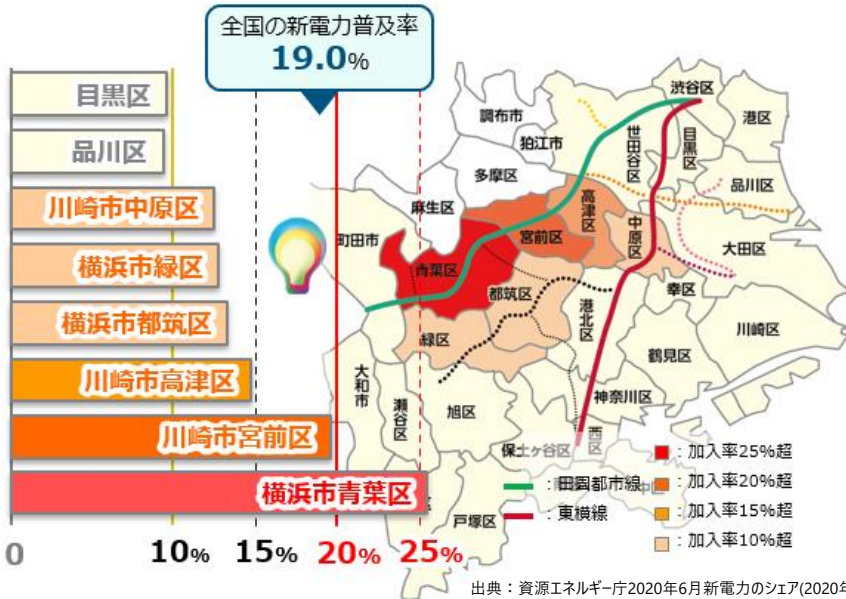 全国の新電力普及率
19.0%
目黒区
品川区
川崎市中原区
横浜市緑区
横浜市都筑区
川崎市高津区
川崎市宮前区
横浜市青葉区
0
10%
15%
20%
25%
渋谷区
調布市
世田谷区
目黒区
港区
狛江市
多摩区
品川区
麻生区
高津区
中原区
宮前区
町田市
大田区
青葉区
都筑区
幸区
港北区
川崎区
緑区
鶴見区
大和市
神奈川区
瀬谷区
旭区
西区
保土ヶ谷区
戸塚区
：田園都市線
：東横線
：加入率25%超
：加入率20%超
：加入率15%超
：加入率10%超
出典：資源エネルギー庁2020年6月新電力のシェア(2020年